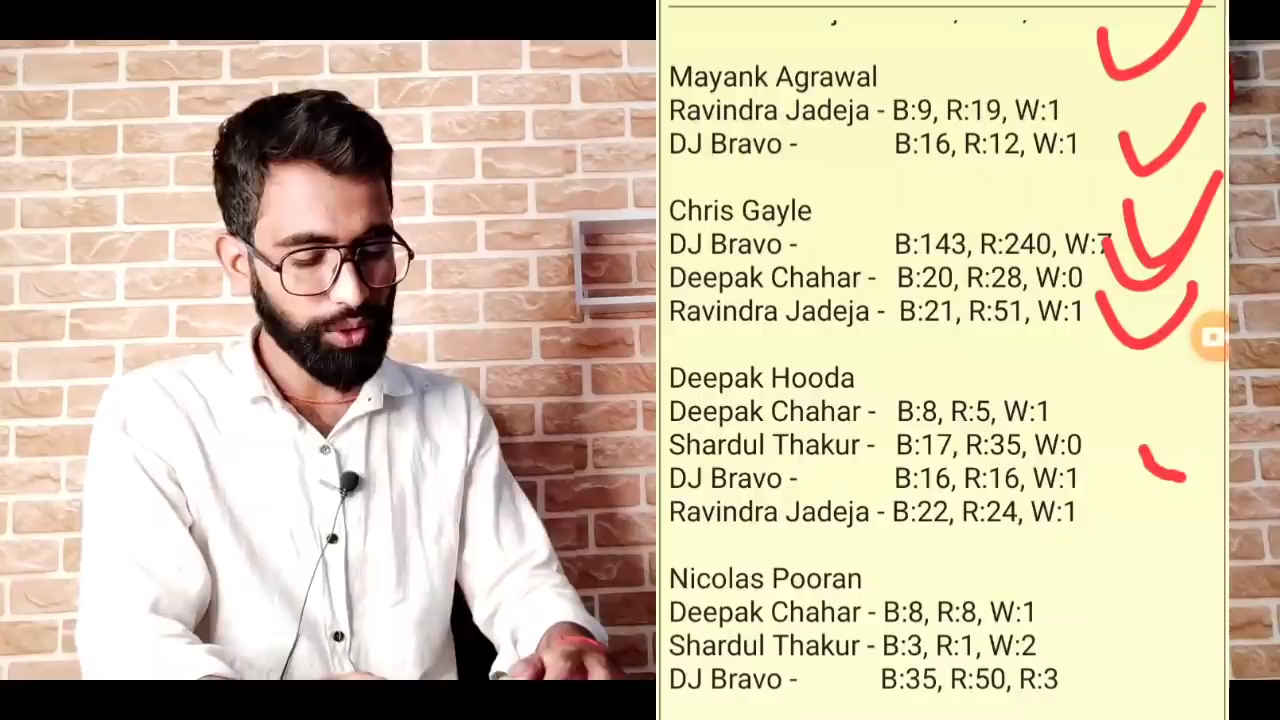 Mayank Agrawal
Ravindra Jadeja - B:9, R:19, W:1
DJ Bravo - B:16, R:12, W:1
Chris Gayle
DJ Bravo - B:143, R:240, W:7
Deepak Chahar - B:20, R:28, W:0
Ravindra Jadeja - B:21, R:51, W:1
Deepak Hooda
Deepak Chahar - B:8, R:5, W:1
Shardul Thakur - B:17, R:35, W:0
DJ Bravo - B:16, R:16, W:1
Ravindra Jadeja - B:22, R:24, W:1
Nicolas Pooran
Deepak Chahar - B:8, R:8, W:1
Shardul Thakur - B:3, R:1, W:2
DJ Bravo - B:35, R:50, R:3